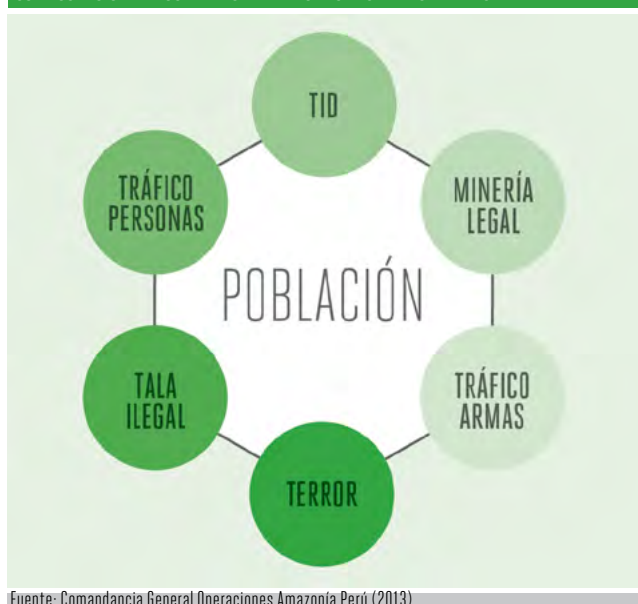 TID
MINERÍA
LEGAL
TRÁFICO
ARMAS
TERROR
TALA
ILEGAL
TRÁFICO
PERSONAS
POBLACIÓN
Fuente: Comandancia General Operaciones Amazonía Perú (2013)